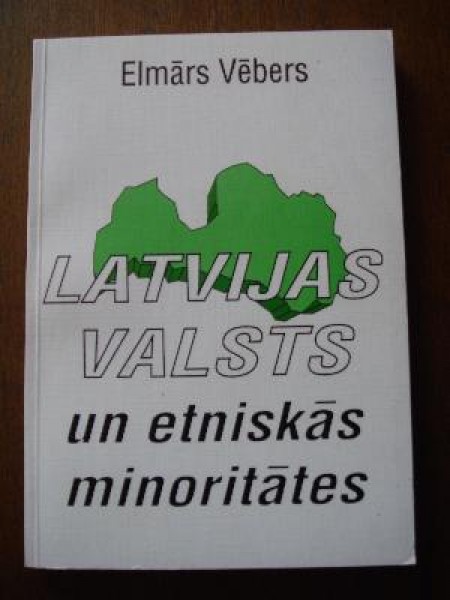 Elmārs Vēbers
LATVIJAS
VALSTS
un etniskās
minoritātes